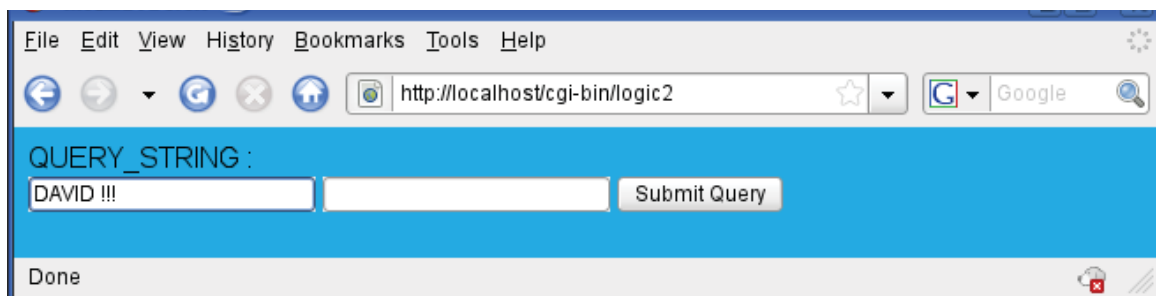 File Edit View History Bookmarks Tools Help
http://localhost/cgi-bin/logic2 G Google
QUERY_STRING :
DAVID !!! Submit Query
Done